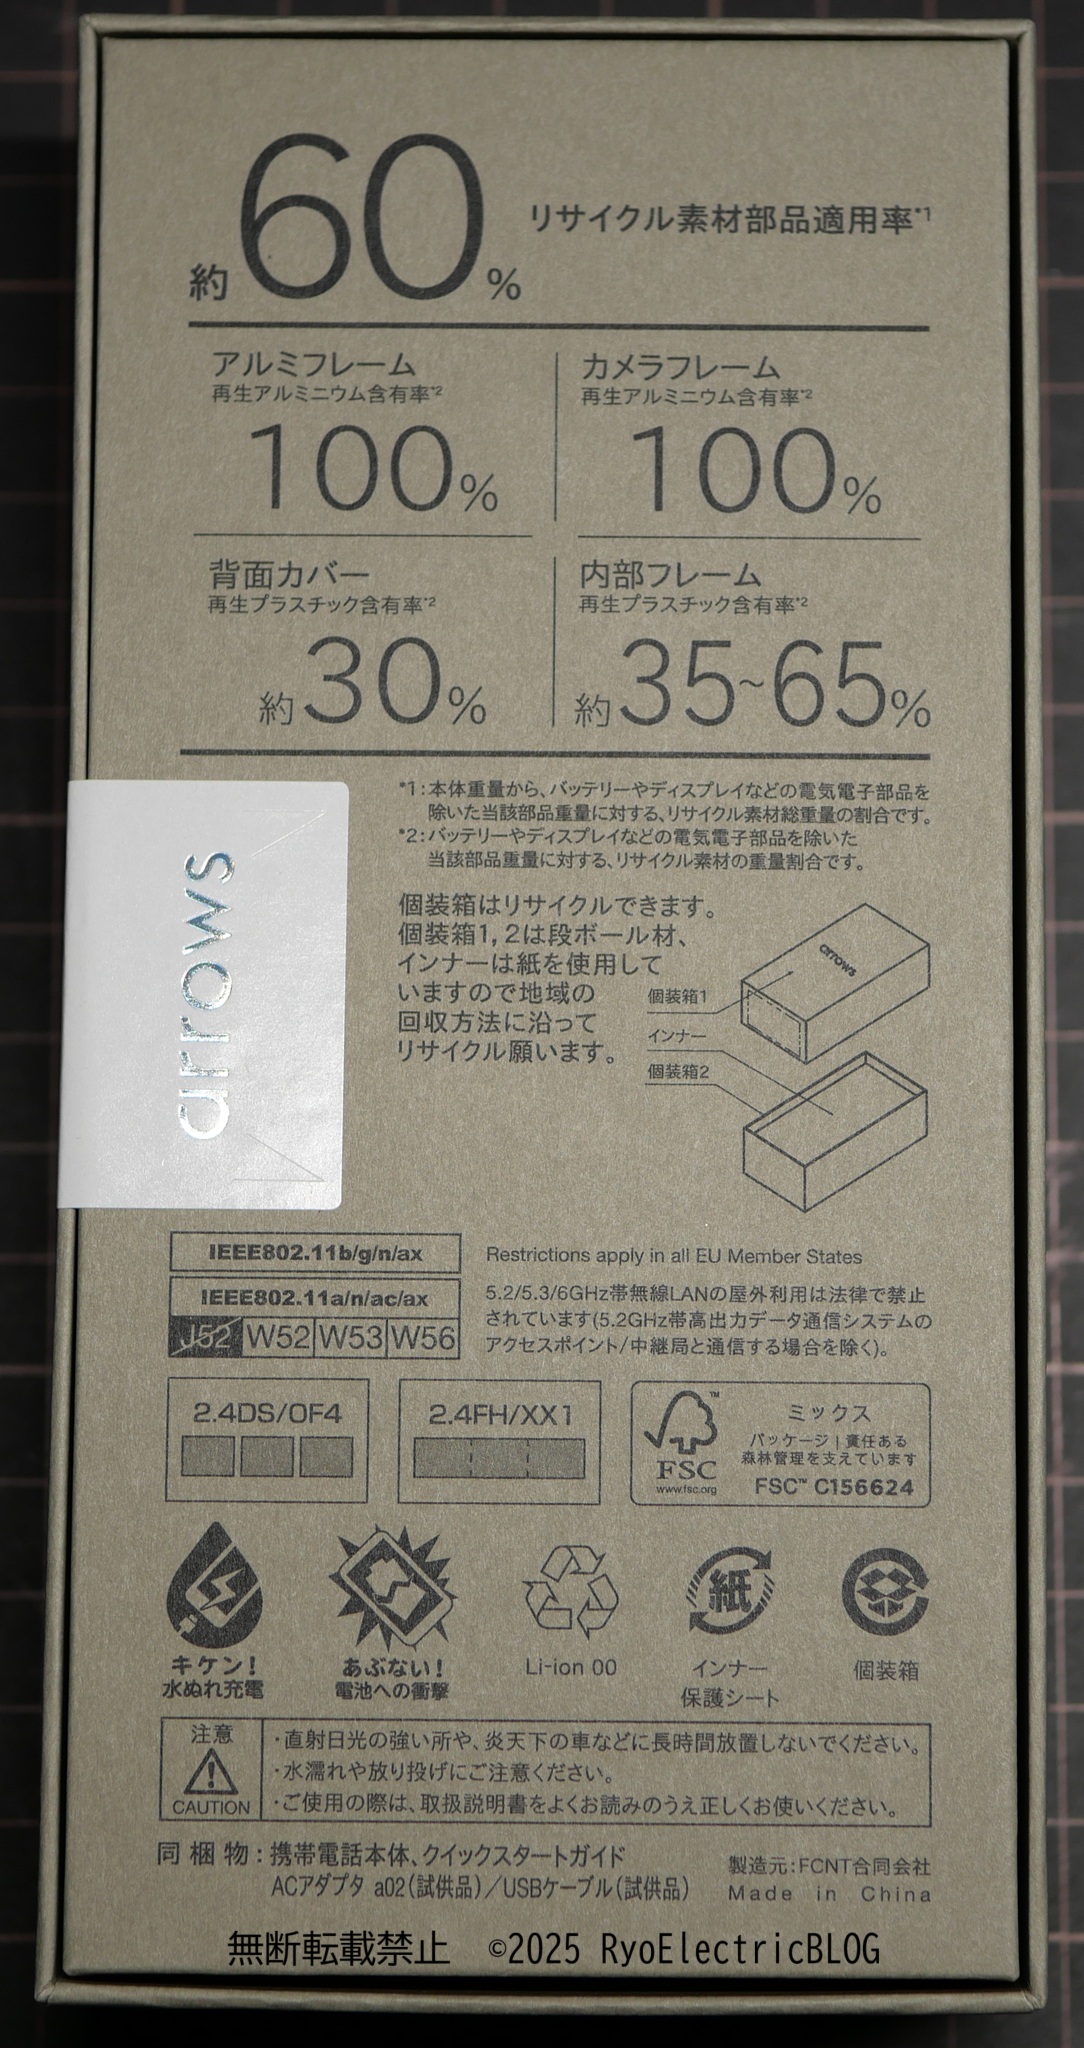 約60% リサイクル素材部品適用率*1
アルミフレーム
再生アルミニウム含有率*2
100%
カメラフレーム
再生アルミニウム含有率*2
100%
背面カバー
再生プラスチック含有率*2
約30%
内部フレーム
再生プラスチック含有率*2
約35~65%
*1:本体重量から、バッテリーやディスプレイなどの電気電子部品を
除いた当該部品重量に対する、リサイクル素材総重量の割合です。
*2:バッテリーやディスプレイなどの電気電子部品を除いた
当該部品重量に対する、リサイクル素材の重量割合です。
arrows
個装箱はリサイクルできます。
個装箱1,2は段ボール材、
インナーは紙を使用して
いますので地域の
回収方法に沿って
リサイクル願います。
arrows
個装箱1
インナー
個装箱2
IEEE802.11b/g/n/ax
IEEE802.11a/n/ac/ax
J52 W52 W53 W56
Restrictions apply in all EU Member States
5.2/5.3/6GHz帯無線LANの屋外利用は法律で禁止
されています(5.2GHz帯高出力データ通信システムの
アクセスポイント/中継局と通信する場合を除く)。
2.4DS/OF4
2.4FH/XX1
FSC
www.fsc.org
ミックス
パッケージ | 責任ある
森林管理を支えています
FSC™ C156624
キケン!
水ぬれ充電
あぶない!
電池への衝撃
Li-ion 00
紙
インナー
保護シート
個装箱
注意
CAUTION
・直射日光の強い所や、炎天下の車などに長時間放置しないでください。
・水濡れや放り投げにご注意ください。
・ご使用の際は、取扱説明書をよくお読みのうえ正しくお使いください。
同梱物:携帯電話本体、クイックスタートガイド
ACアダプタ a02(試供品)/USBケーブル(試供品)
製造元:FCNT合同会社
Made in China
無断転載禁止 ©2025 RyoElectricBLOG